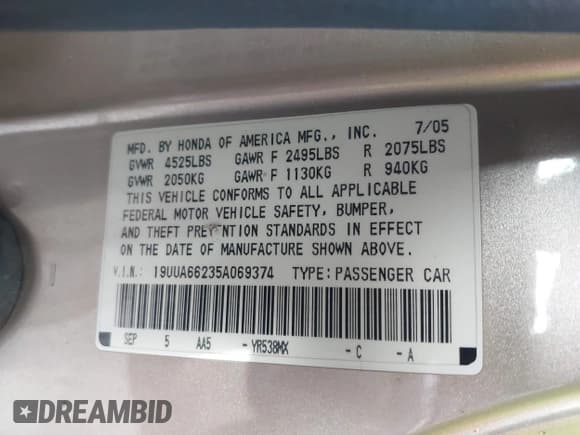 MFD. BY HONDA OF AMERICA MFG., INC. 7/05
GVWR 4525LBS GAWR F 2495LBS R 2075LBS
GVWR 2050KG GAWR F 1130KG R 940KG
THIS VEHICLE CONFORMS TO ALL APPLICABLE
FEDERAL MOTOR VEHICLE SAFETY, BUMPER,
AND THEFT PREVENTION STANDARDS IN EFFECT
ON THE DATE OF MANUFACTURE SHOWN ABOVE.
V.I.N.: 19UUA66235A069374 TYPE: PASSENGER CAR
SEP 5 AA5 - YR538MX - C - A
DREAMBID